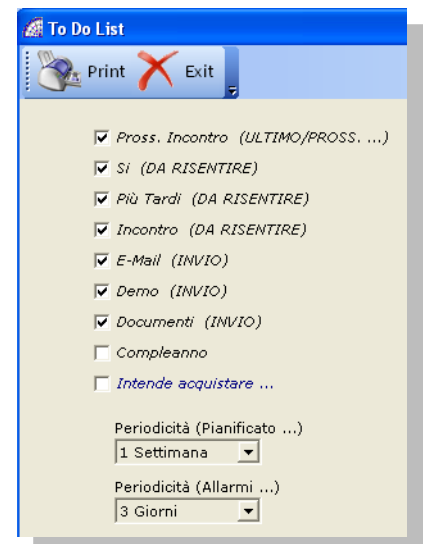 To Do List
Print Exit
Pross. Incontro (ULTIMO/PROSS. ...)
Si (DA RISENTIRE)
Più Tardi (DA RISENTIRE)
Incontro (DA RISENTIRE)
E-Mail (INVIO)
Demo (INVIO)
Documenti (INVIO)
Compleanno
Intende acquistare ...
Periodicità (Pianificato ...)
1 Settimana
Periodicità (Allarmi ...)
3 Giorni